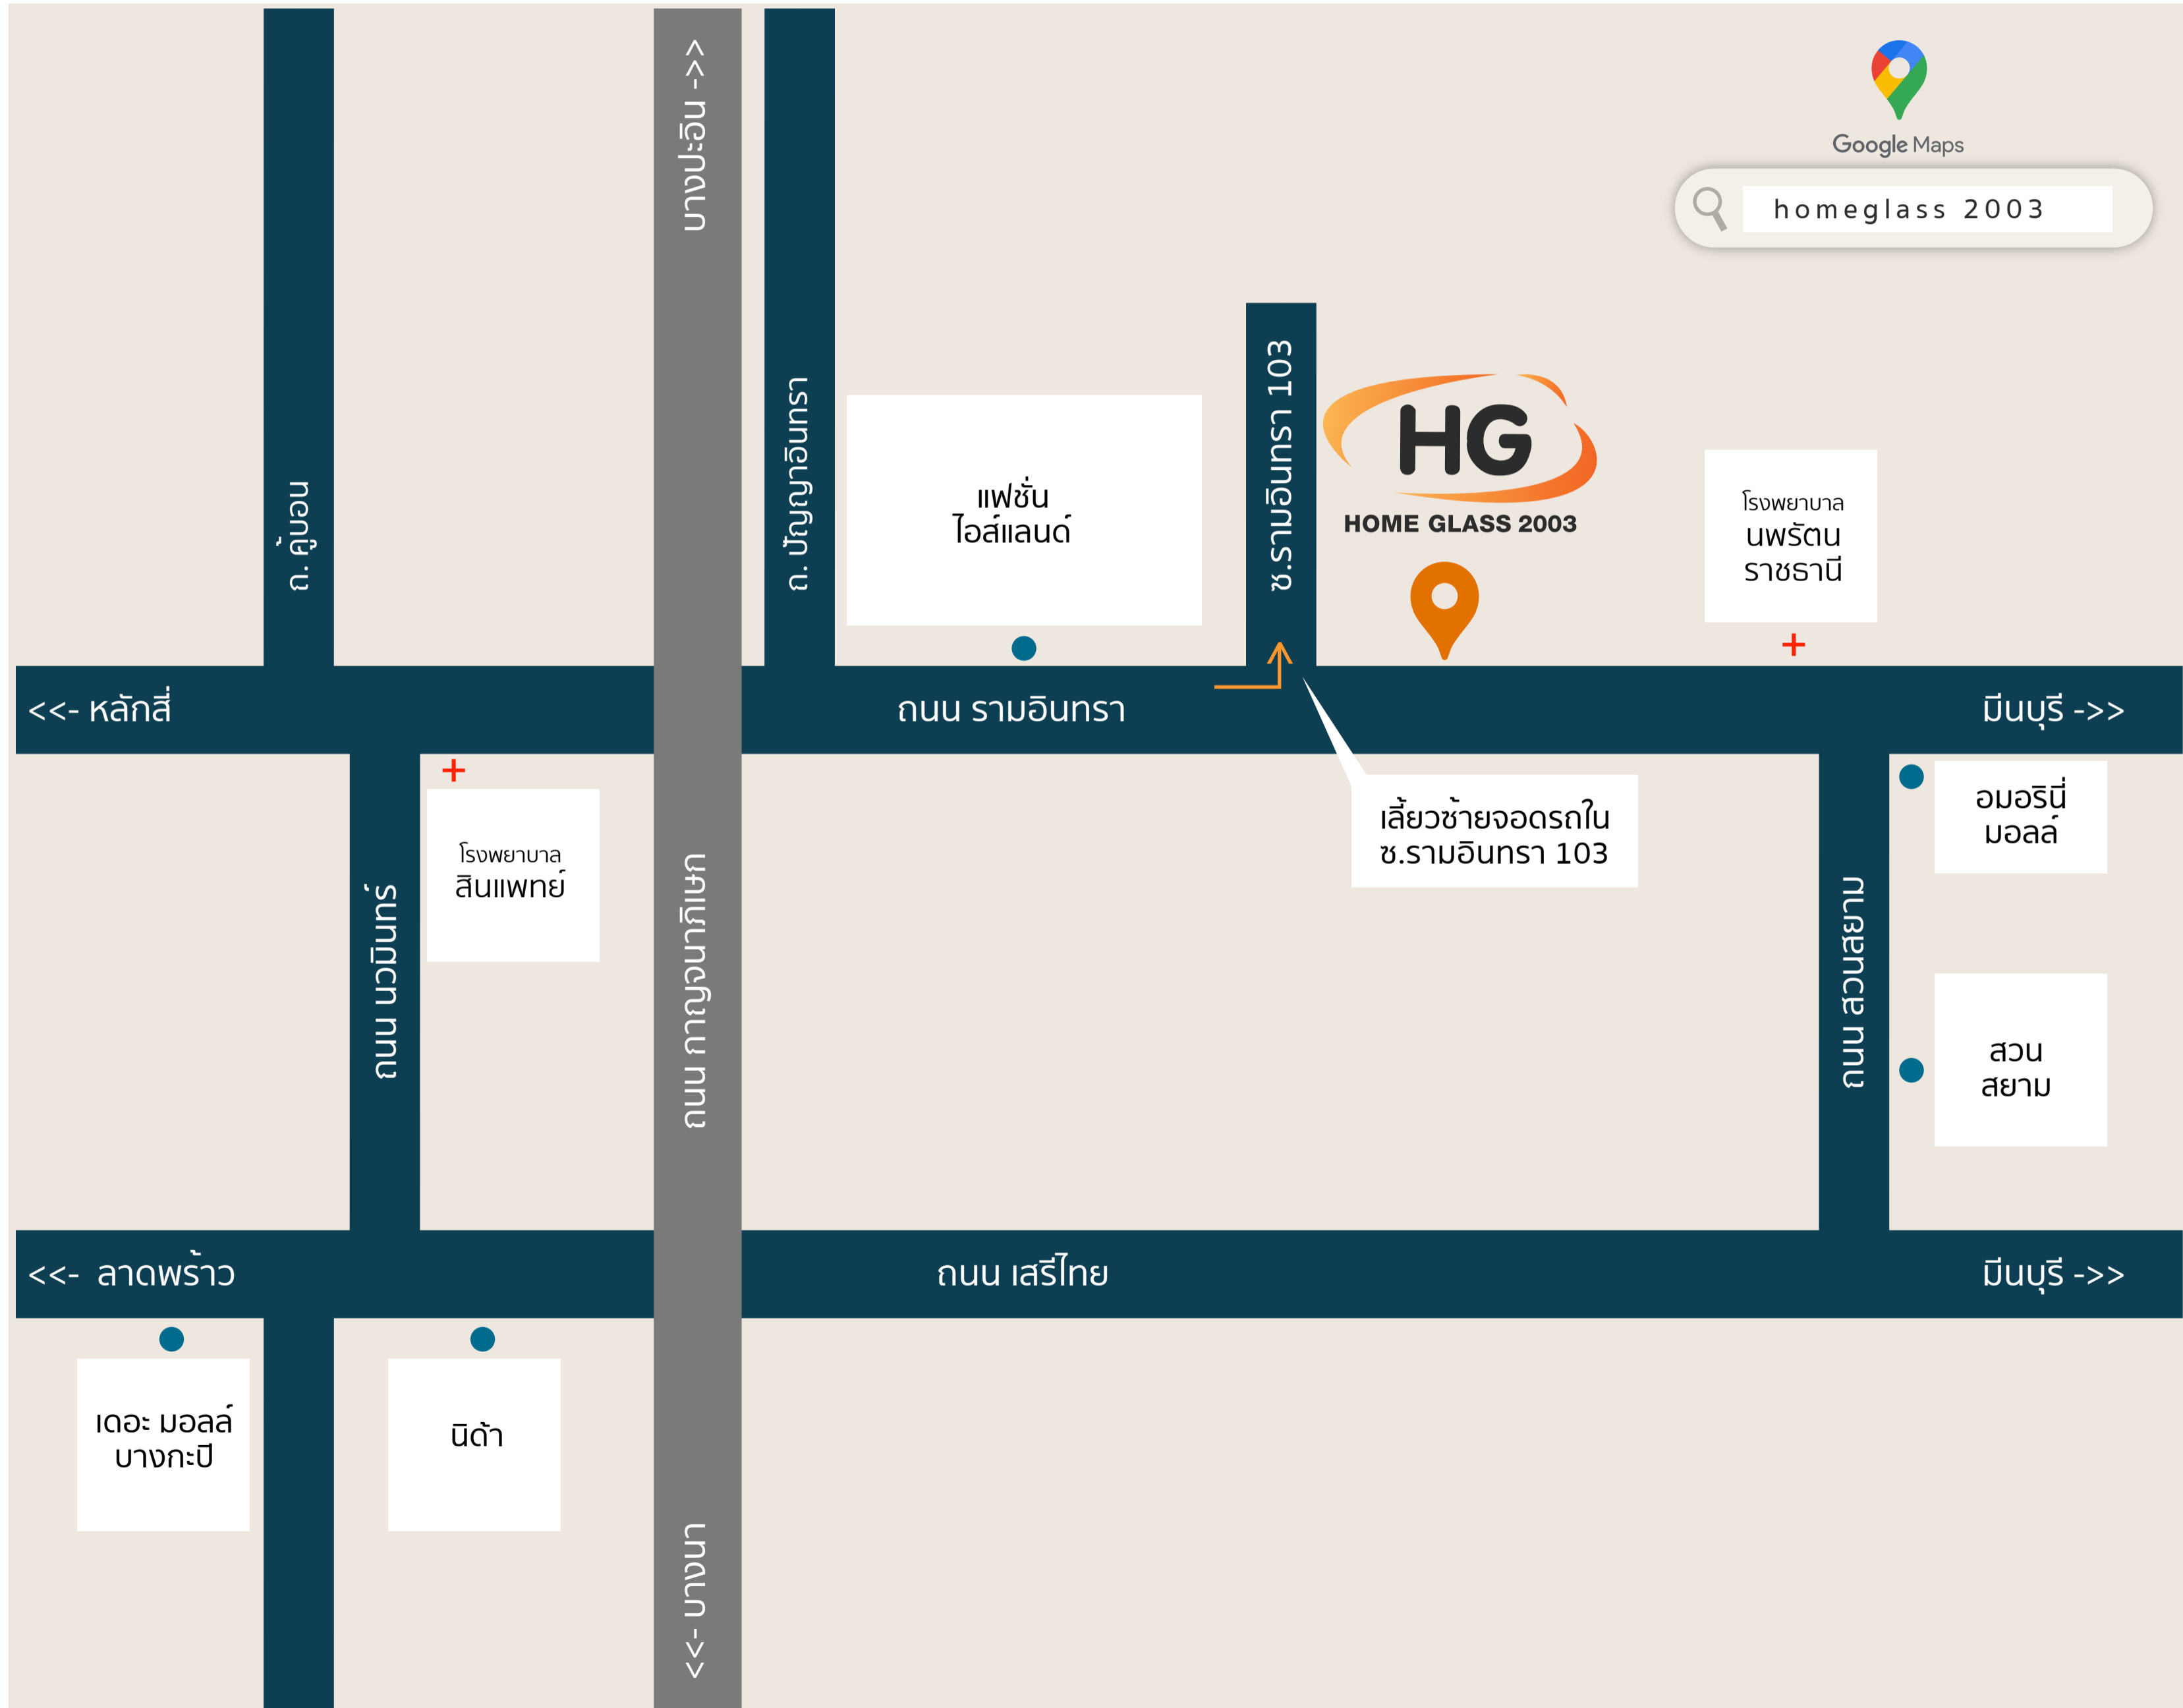 Google Maps
homeglass 2003
บางปะอิน ->>
ถ. คู้บอน
ถ. ปัญญาอินทรา
แฟชั่น
ไอส์แลนด์
ซ.รามอินทรา 103
HG
HOME GLASS 2003
โรงพยาบาล
นพรัตน
ราชธานี
<<- หลักสี่
ถนน รามอินทรา
มีนบุรี ->>
โรงพยาบาล
สินแพทย์
ถนน นวมินทร์
ถนน กาญจนาภิเษก
เลี้ยวซ้ายจอดรถใน
ซ.รามอินทรา 103
อมอรินี่
มอลล์
ถนน สวนสยาม
สวน
สยาม
<<- ลาดพร้าว
ถนน เสรีไทย
มีนบุรี ->>
เดอะ มอลล์
บางกะปิ
นิด้า
<<- บางนา